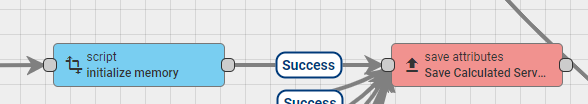 script
initialize memory
Success
save attributes
Save Calculated Serv...
Success